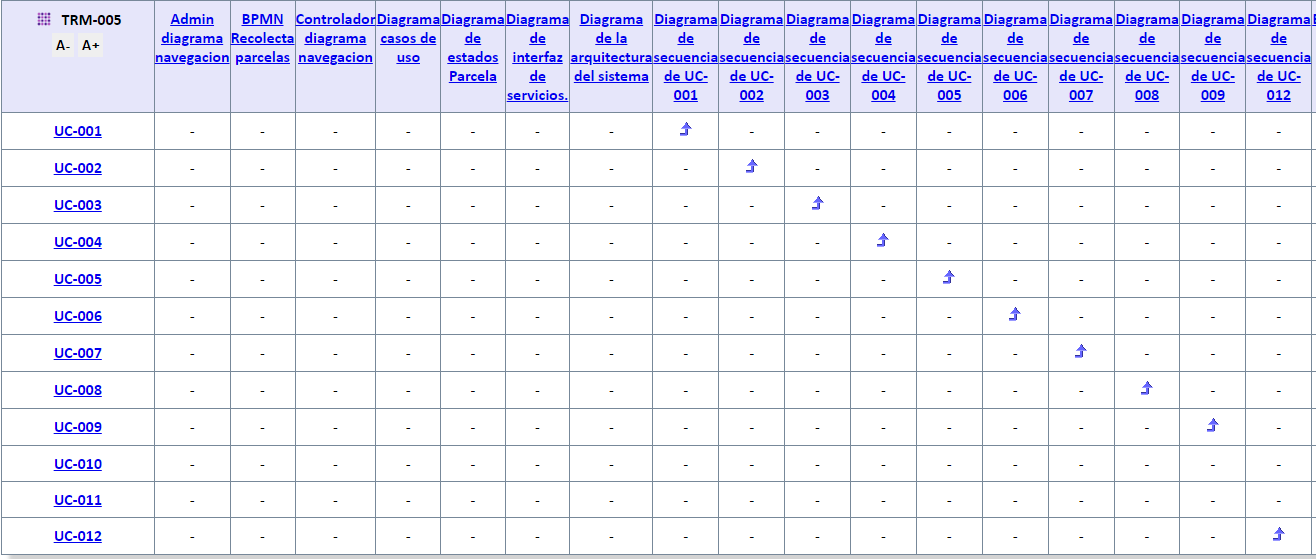 TRM-005
A- A+
Admin diagrama navegacion
BPMN Recolecta parcelas
Controlador diagrama navegacion
Diagrama casos de uso
Diagrama de estados Parcela
Diagrama de interfaz de servicios.
Diagrama de la arquitectura del sistema
Diagrama de secuencia de UC-001
Diagrama de secuencia de UC-002
Diagrama de secuencia de UC-003
Diagrama de secuencia de UC-004
Diagrama de secuencia de UC-005
Diagrama de secuencia de UC-006
Diagrama de secuencia de UC-007
Diagrama de secuencia de UC-008
Diagrama de secuencia de UC-009
Diagrama de secuencia de UC-012
UC-001 - - - - - - - - - - - - - - - -
UC-002 - - - - - - - - - - - - - - - -
UC-003 - - - - - - - - - - - - - - - -
UC-004 - - - - - - - - - - - - - - - -
UC-005 - - - - - - - - - - - - - - - -
UC-006 - - - - - - - - - - - - - - - -
UC-007 - - - - - - - - - - - - - - - -
UC-008 - - - - - - - - - - - - - - - -
UC-009 - - - - - - - - - - - - - - - -
UC-010 - - - - - - - - - - - - - - - - -
UC-011 - - - - - - - - - - - - - - - - -
UC-012 - - - - - - - - - - - - - - - -